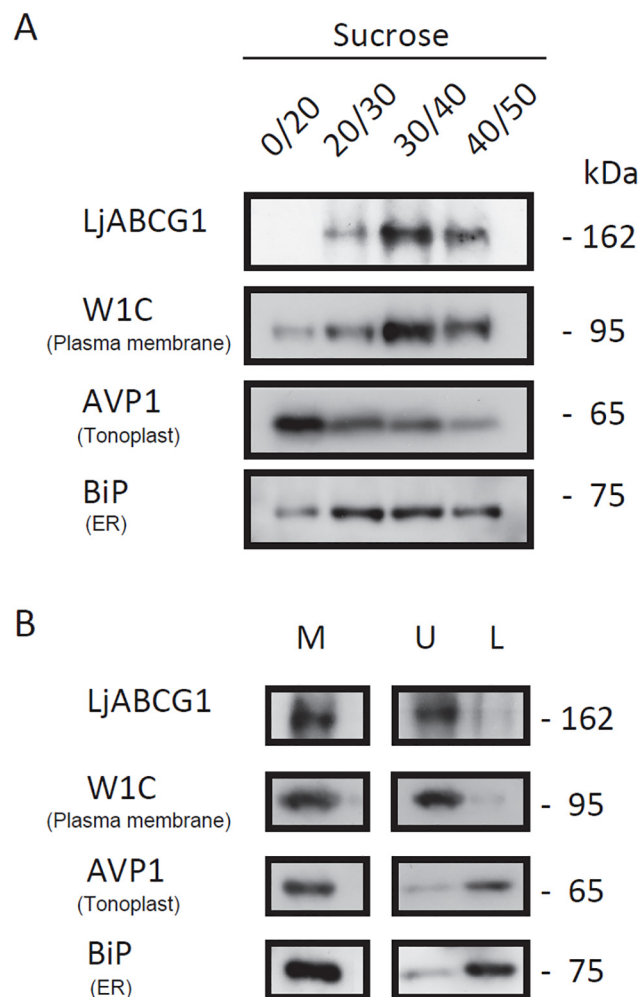 A
Sucrose
0/20 20/30 30/40 40/50
kDa
LjABCG1
- 162
W1C
(Plasma membrane)
- 95
AVP1
(Tonoplast)
- 65
BiP
(ER)
- 75
B
M U L
LjABCG1
- 162
W1C
(Plasma membrane)
- 95
AVP1
(Tonoplast)
- 65
BiP
(ER)
- 75